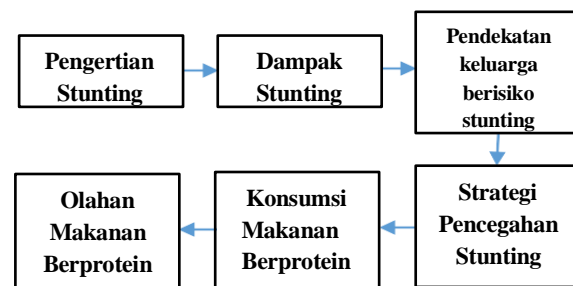 Pengertian
Stunting
Dampak
Stunting
Pendekatan
keluarga
berisiko
stunting
Strategi
Pencegahan
Stunting
Konsumsi
Makanan
Berprotein
Olahan
Makanan
Berprotein